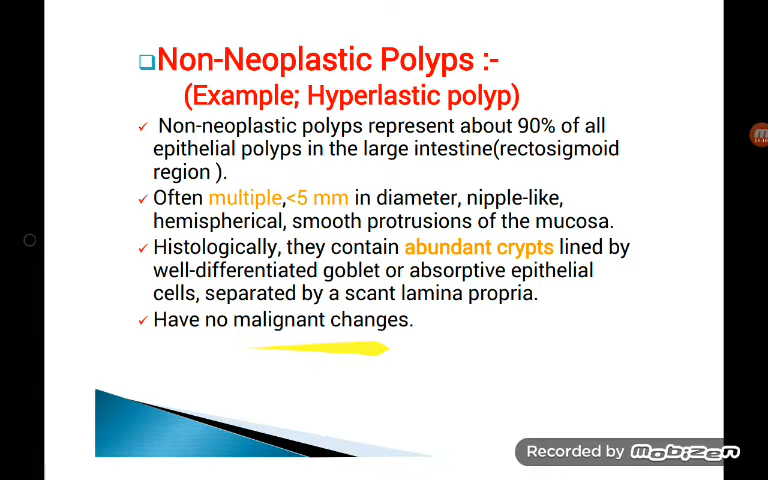 Non-Neoplastic Polyps :-
(Example; Hyperlastic polyp)
✓ Non-neoplastic polyps represent about 90% of all
epithelial polyps in the large intestine(rectosigmoid
region ).
✓ Often multiple,<5 mm in diameter, nipple-like,
hemispherical, smooth protrusions of the mucosa.
✓ Histologically, they contain abundant crypts lined by
well-differentiated goblet or absorptive epithelial
cells, separated by a scant lamina propria.
✓ Have no malignant changes.
Recorded by mobizen